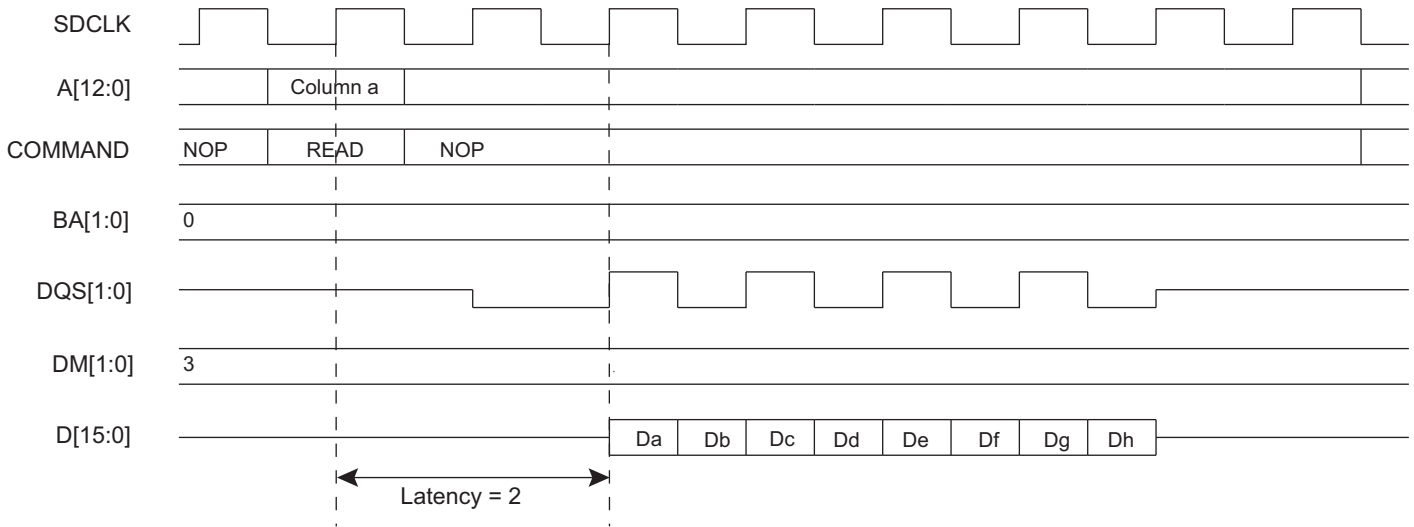 SDCLK
A[12:0] Column a
COMMAND NOP READ NOP
BA[1:0] 0
DQS[1:0]
DM[1:0] 3
D[15:0] Da Db Dc Dd De Df Dg Dh
Latency = 2